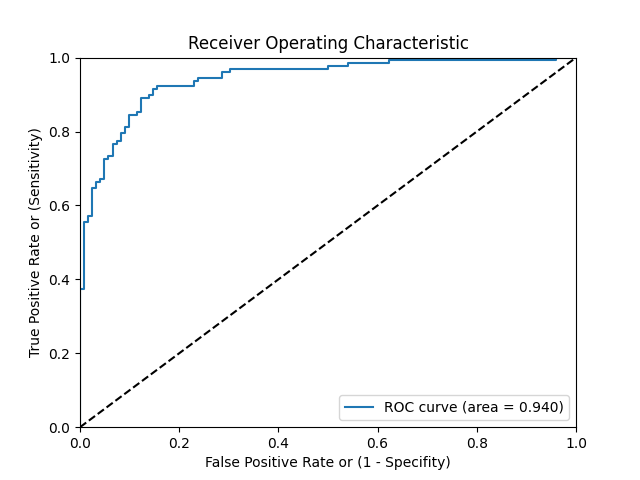 Receiver Operating Characteristic
1.0
0.8
0.6
0.4
0.2
0.0
True Positive Rate or (Sensitivity)
ROC curve (area = 0.940)
0.0 0.2 0.4 0.6 0.8 1.0
False Positive Rate or (1 - Specifity)